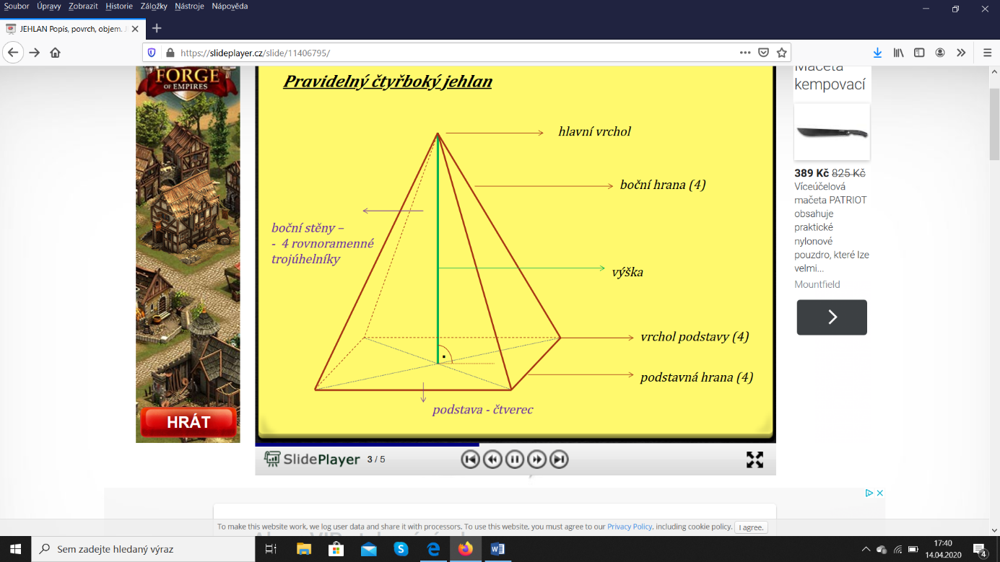 Soubor Úpravy Zobrazit Historie Záložky Nástroje Nápověda
JEHLAN Popis, povrch, objem.
https://slideplayer.cz/slide/11406795/
FORGE
OF EMPIRES
HRÁT
Pravidelný čtyřboký jehlan
hlavní vrchol
boční hrana (4)
boční stěny –
- 4 rovnoramenné
trojúhelníky
výška
vrchol podstavy (4)
podstavná hrana (4)
podstava - čtverec
SlidePlayer 3 / 5
Mačeta
kempovací
389 Kč 825 Kč
Víceúčelová
mačeta PATRIOT
obsahuje
praktické
nylonové
pouzdro, které lze
velmi...
Mountfield
To make this website work, we log user data and share it with processors. To use this website, you must agree to our Privacy Policy, including cookie policy. I agree.
Sem zadejte hledaný výraz
17:40
14.04.2020
4